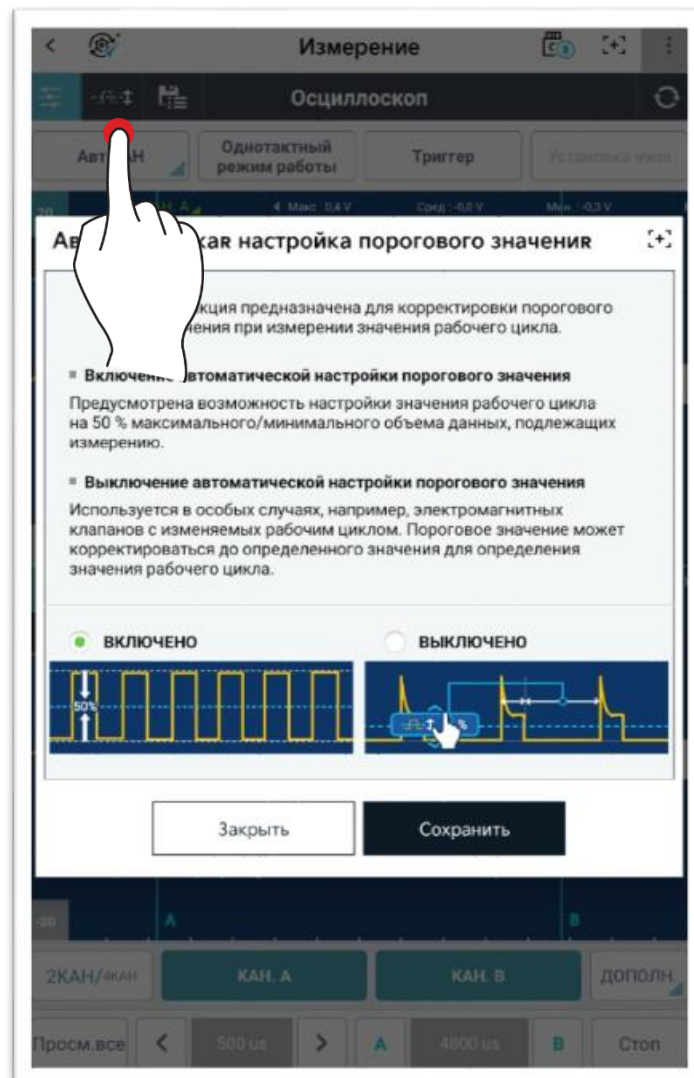 Измерение
Осциллоскоп
Однотактный
режим работы
Триггер
Установка нуля
20
Н. А
Макс : 0,4 V
Сред : -0,0 V
Мин. : -0,3 V
настройка порогового значения
предназначена для корректировки порогового
при измерении значения рабочего цикла.
Включение автоматической настройки порогового значения
Предусмотрена возможность настройки значения рабочего цикла
на 50 % максимального/минимального объема данных, подлежащих
измерению.
Выключение автоматической настройки порогового значения
Используется в особых случаях, например, электромагнитных
клапанов с изменяемых рабочим циклом. Пороговое значение может
корректироваться до определенного значения для определения
значения рабочего цикла.
ВКЛЮЧЕНО
ВЫКЛЮЧЕНО
50%
%
Закрыть
Сохранить
-20
A
B
2КАН/4КАН
КАН. A
КАН. B
ДОПОЛН.
Просм.все
500 us
A
4600 us
B
Стоп